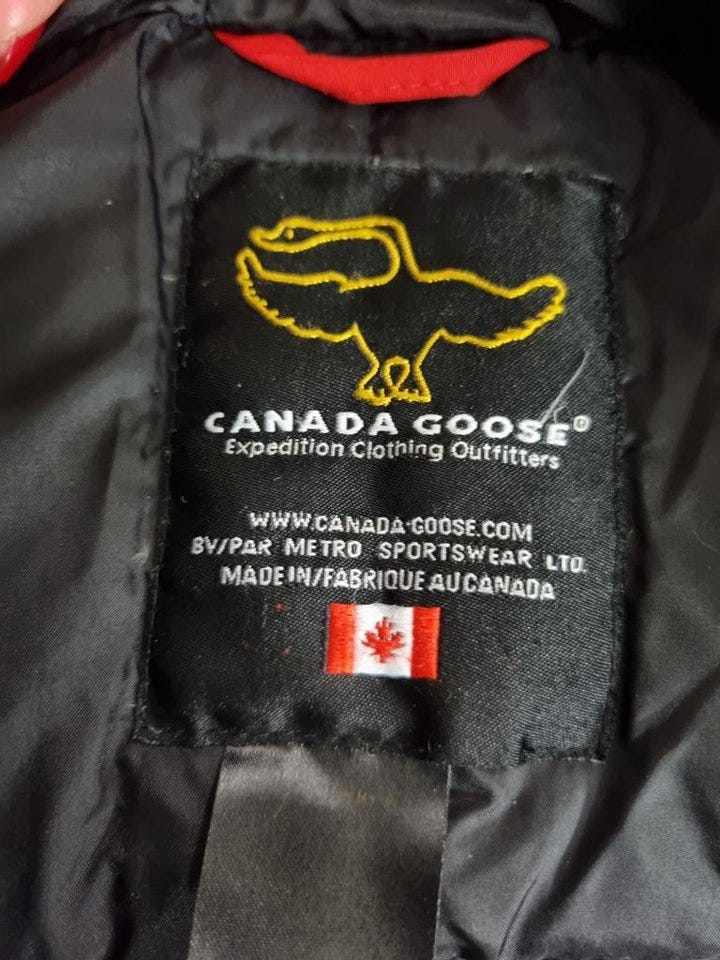 CANADA GOOSE®
Expedition Clothing Outfitters
WWW.CANADA-GOOSE.COM
BY/PAR METRO SPORTSWEAR LTD.
MADE IN/FABRIQUE AU CANADA